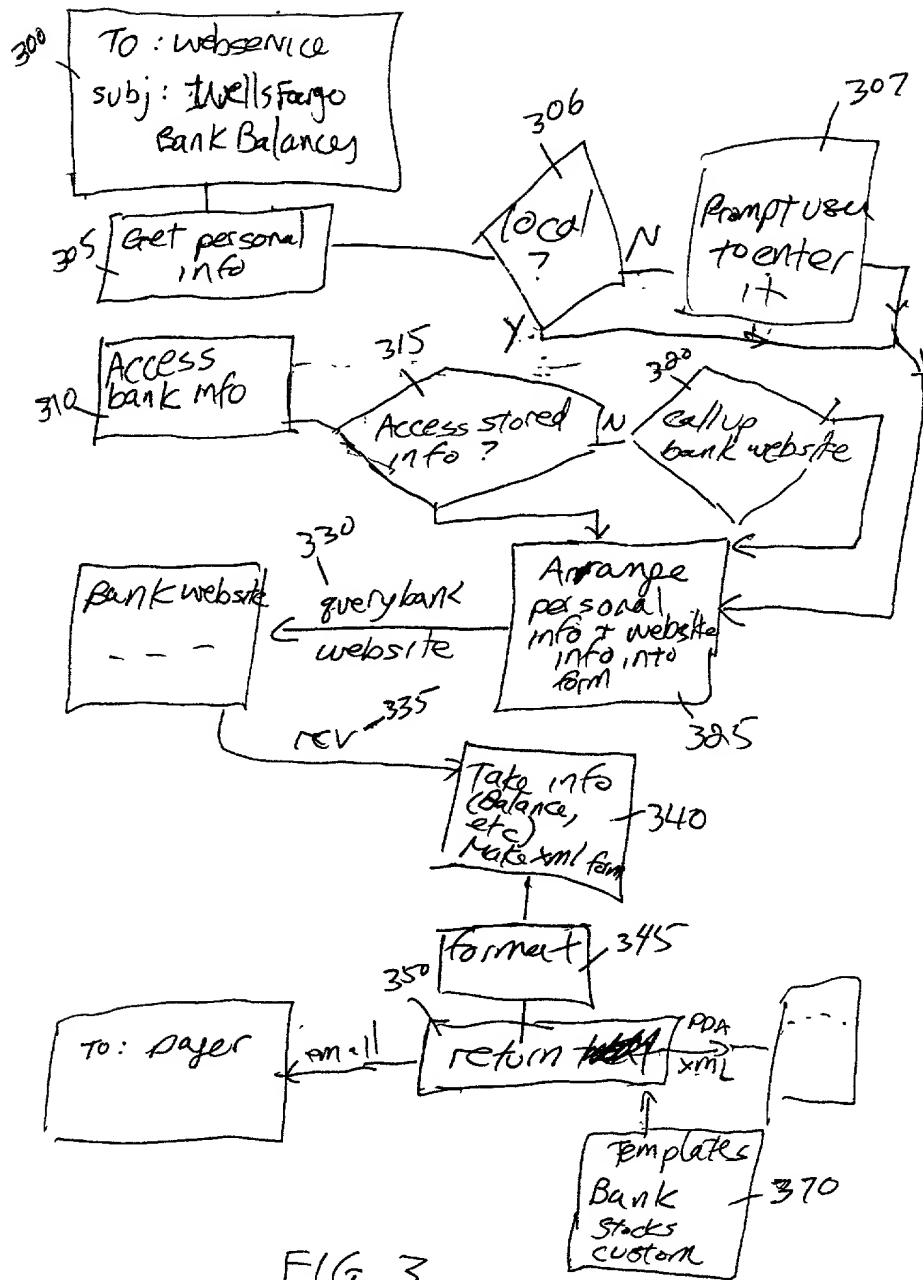 300
To : webservice
subj : Wells Fargo
Bank Balances
305
Get personal
info
306
local
?
N
Y
307
Prompt user
to enter
it
310
Access
bank info
315
Access stored
info ?
N
320
call up
bank website
Arrange
personal
info + website
info into
form
325
330
query bank
website
Bank website
rcv
335
Take info
(Balance,
etc)
Make xml form
340
format
345
350
return
email
To: pager
PDA
XML
Templates
Bank
Stocks
custom
370
FIG. 3